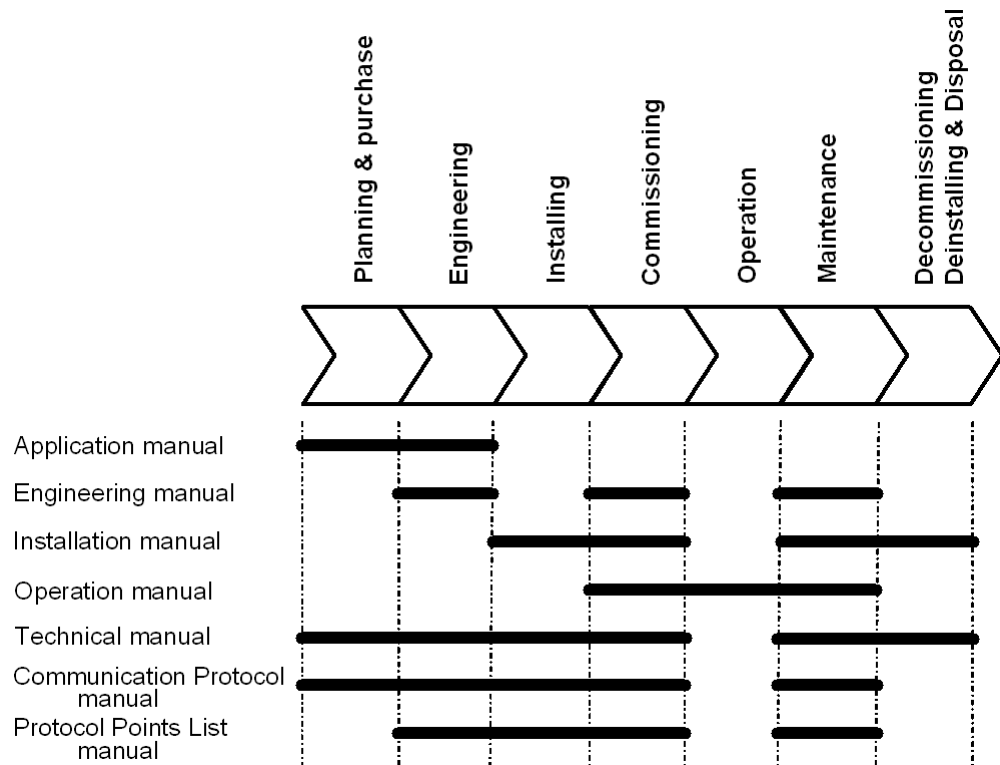 Planning & purchase
Engineering
Installing
Commissioning
Operation
Maintenance
Decommissioning
Deinstalling & Disposal
Application manual
Engineering manual
Installation manual
Operation manual
Technical manual
Communication Protocol
manual
Protocol Points List
manual